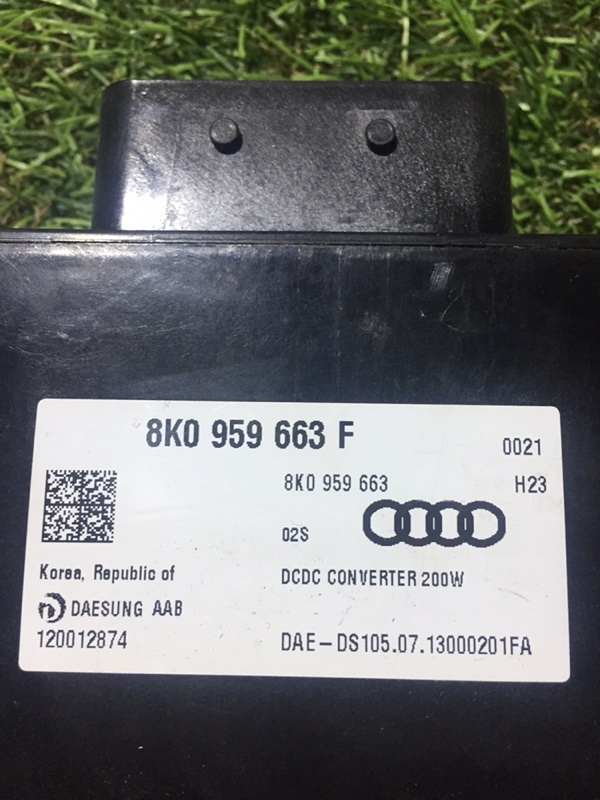 8K0 959 663 F
0021
8K0 959 663
H23
02S
Korea, Republic of
DCDC CONVERTER 200W
DAESUNG AAB
120012874
DAE-DS105.07.13000201FA